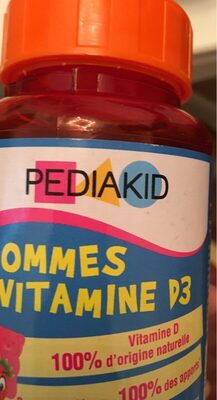 PEDIAKID
OMMES
VITAMINE D3
Vitamine D
100% d'origine naturelle
100% des apports